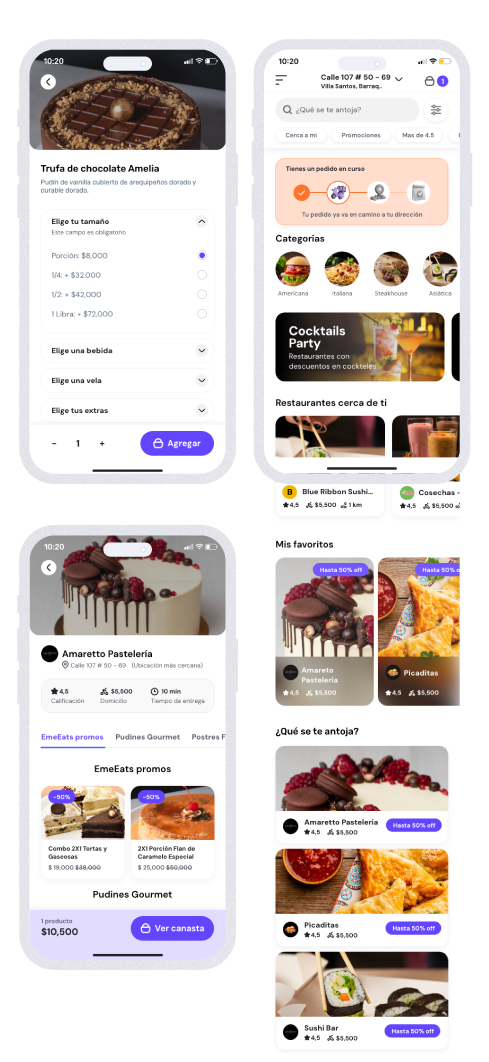 10:20
Trufa de chocolate Amelia
Pudín de vainilla cubierto de arequipeños dorado y
curable dorado.
Elige tu tamaño
Este campo es obligatorio
Porción: $8,000
1/4: + $32.000
1/2: + $42,000
1 Libra: + $72,000
Elige una bebida
Elige una vela
Elige tus extras
- 1 +
Agregar
10:20
Calle 107 # 50 - 69
Villa Santos, Barraq..
1
¿Qué se te antoja?
Cerca a mi
Promociones
Mas de 4.5
Tienes un pedido en curso
Tu pedido ya va en camino a tu dirección
Categorías
Americana
Italiana
Steakhouse
Asiática
Cocktails
Party
Restaurantes con
descuentos en cockteles
Restaurantes cerca de ti
B
Blue Ribbon Sushi...
4,5 $5,500 1 km
Cosechas -
4,5 $5,500
Mis favoritos
Hasta 50% off
Amareto
Pastelería
4,5 $5,500
Hasta 50% o
Picaditas
4,5 $5,500
¿Qué se te antoja?
Amaretto Pastelería
4,5 $5,500
Hasta 50% off
Picaditas
4,5 $5,500
Hasta 50% off
Sushi Bar
4,5 $5,500
Hasta 50% off
10:20
Amaretto Pastelería
Calle 107 # 50 - 69 (Ubicación más cercana)
4,5
Calificación
$5,500
Domicilio
10 min
Tiempo de entrega
EmeEats promos
Pudines Gourmet
Postres F
EmeEats promos
-50%
Combo 2X1 Tortas y
Gaseosas
$ 19,000 $38,000
-50%
2X1 Porción Flan de
Caramelo Especial
$ 25,000 $50,000
Pudines Gourmet
1 producto
$10,500
Ver canasta